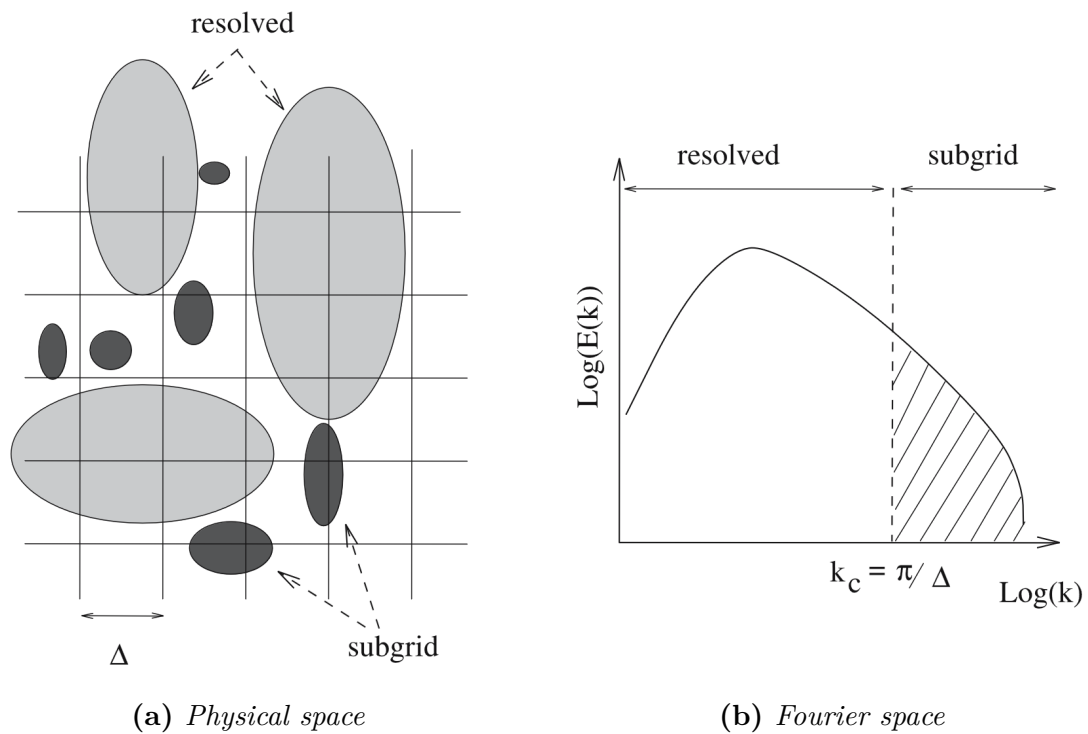 resolved
subgrid
Δ
(a) Physical space
resolved
subgrid
Log(E(k))
k_c = π/Δ
Log(k)
(b) Fourier space